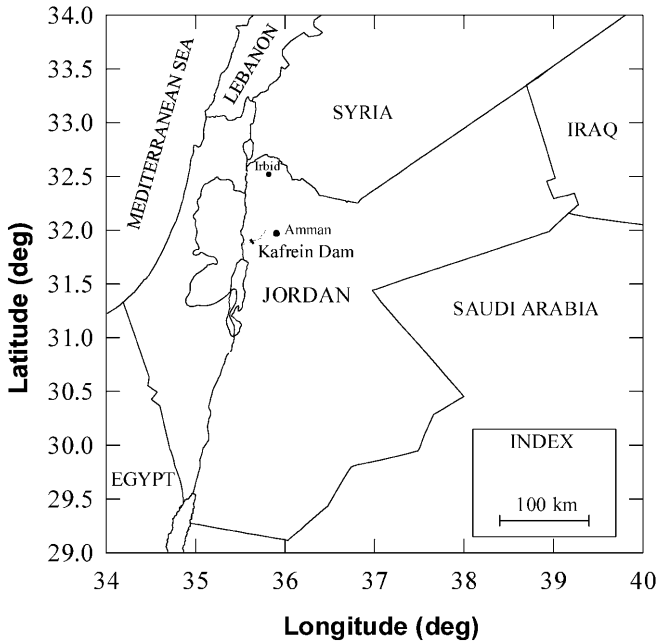 34.0
33.5
33.0
32.5
32.0
31.5
31.0
30.5
30.0
29.5
29.0
Latitude (deg)
MEDITERRANEAN SEA
LEBANON
SYRIA
IRAQ
Irbid
Amman
Kafrein Dam
JORDAN
SAUDI ARABIA
EGYPT
INDEX
100 km
34 35 36 37 38 39 40
Longitude (deg)